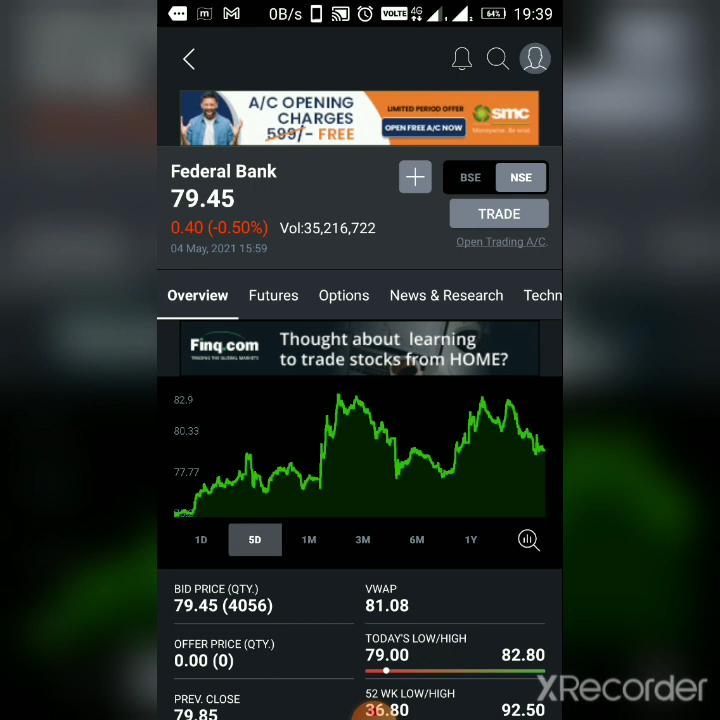 0B/s VOLTE 4G 64% 19:39
A/C OPENING
CHARGES
599/- FREE
LIMITED PERIOD OFFER
OPEN FREE A/C NOW
smc
Moneywise. Be wise.
Federal Bank
79.45
0.40 (-0.50%) Vol:35,216,722
04 May, 2021 15:59
BSE NSE
TRADE
Open Trading A/C.
Overview Futures Options News & Research Techn
Finq.com
TRADING THE GLOBAL MARKETS
Thought about learning
to trade stocks from HOME?
82.9
80.33
77.77
1D 5D 1M 3M 6M 1Y
BID PRICE (QTY.)
79.45 (4056)
VWAP
81.08
OFFER PRICE (QTY.)
0.00 (0)
TODAY'S LOW/HIGH
79.00 82.80
PREV. CLOSE
79.85
52 WK LOW/HIGH
36.80 92.50
XRecorder